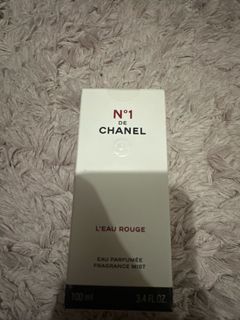 N°1
DE
CHANEL
L'EAU ROUGE
EAU PARFUMÉE
FRAGRANCE MIST
100 ml
3.4 FL. OZ.